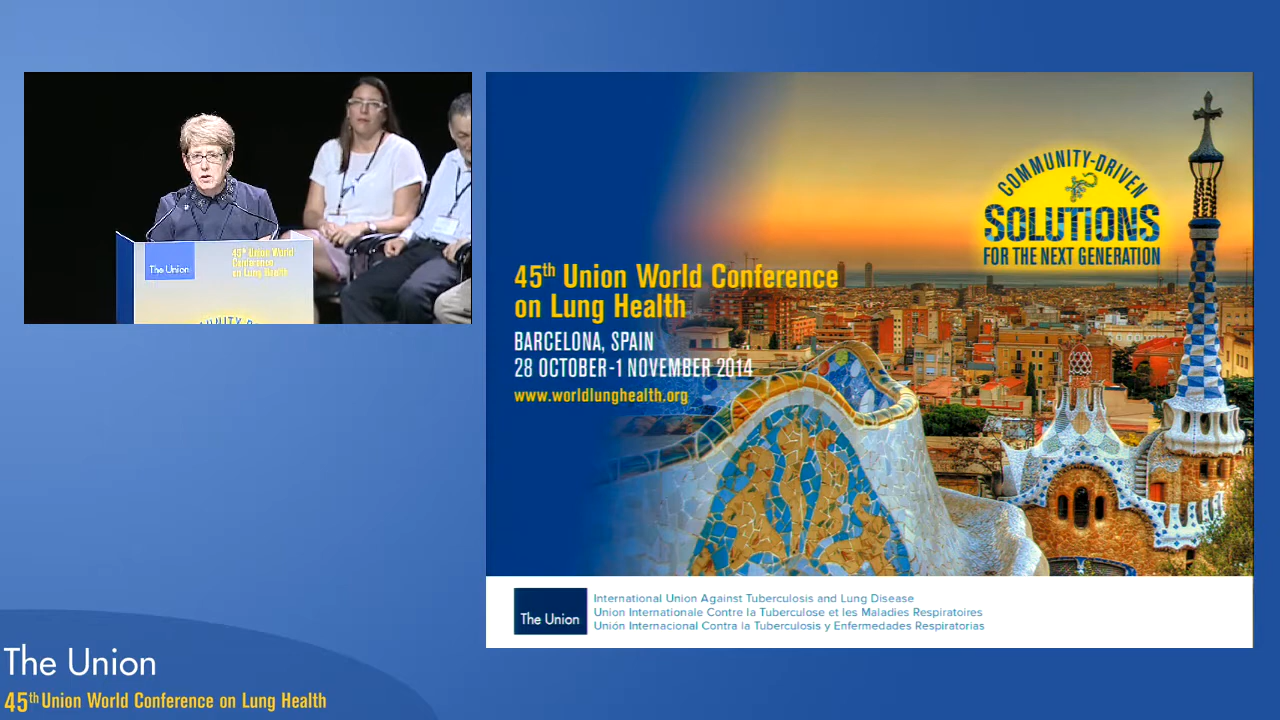 The Union
45th Union World
Conference
on Lung Health
COMMUNITY-DRIVEN
SOLUTIONS
FOR THE NEXT GENERATION
45th Union World Conference
on Lung Health
BARCELONA, SPAIN
28 OCTOBER-1 NOVEMBER 2014
www.worldlunghealth.org
The Union
International Union Against Tuberculosis and Lung Disease
Union Internationale Contre la Tuberculose et les Maladies Respiratoires
Unión Internacional Contra la Tuberculosis y Enfermedades Respiratorias
The Union
45th Union World Conference on Lung Health